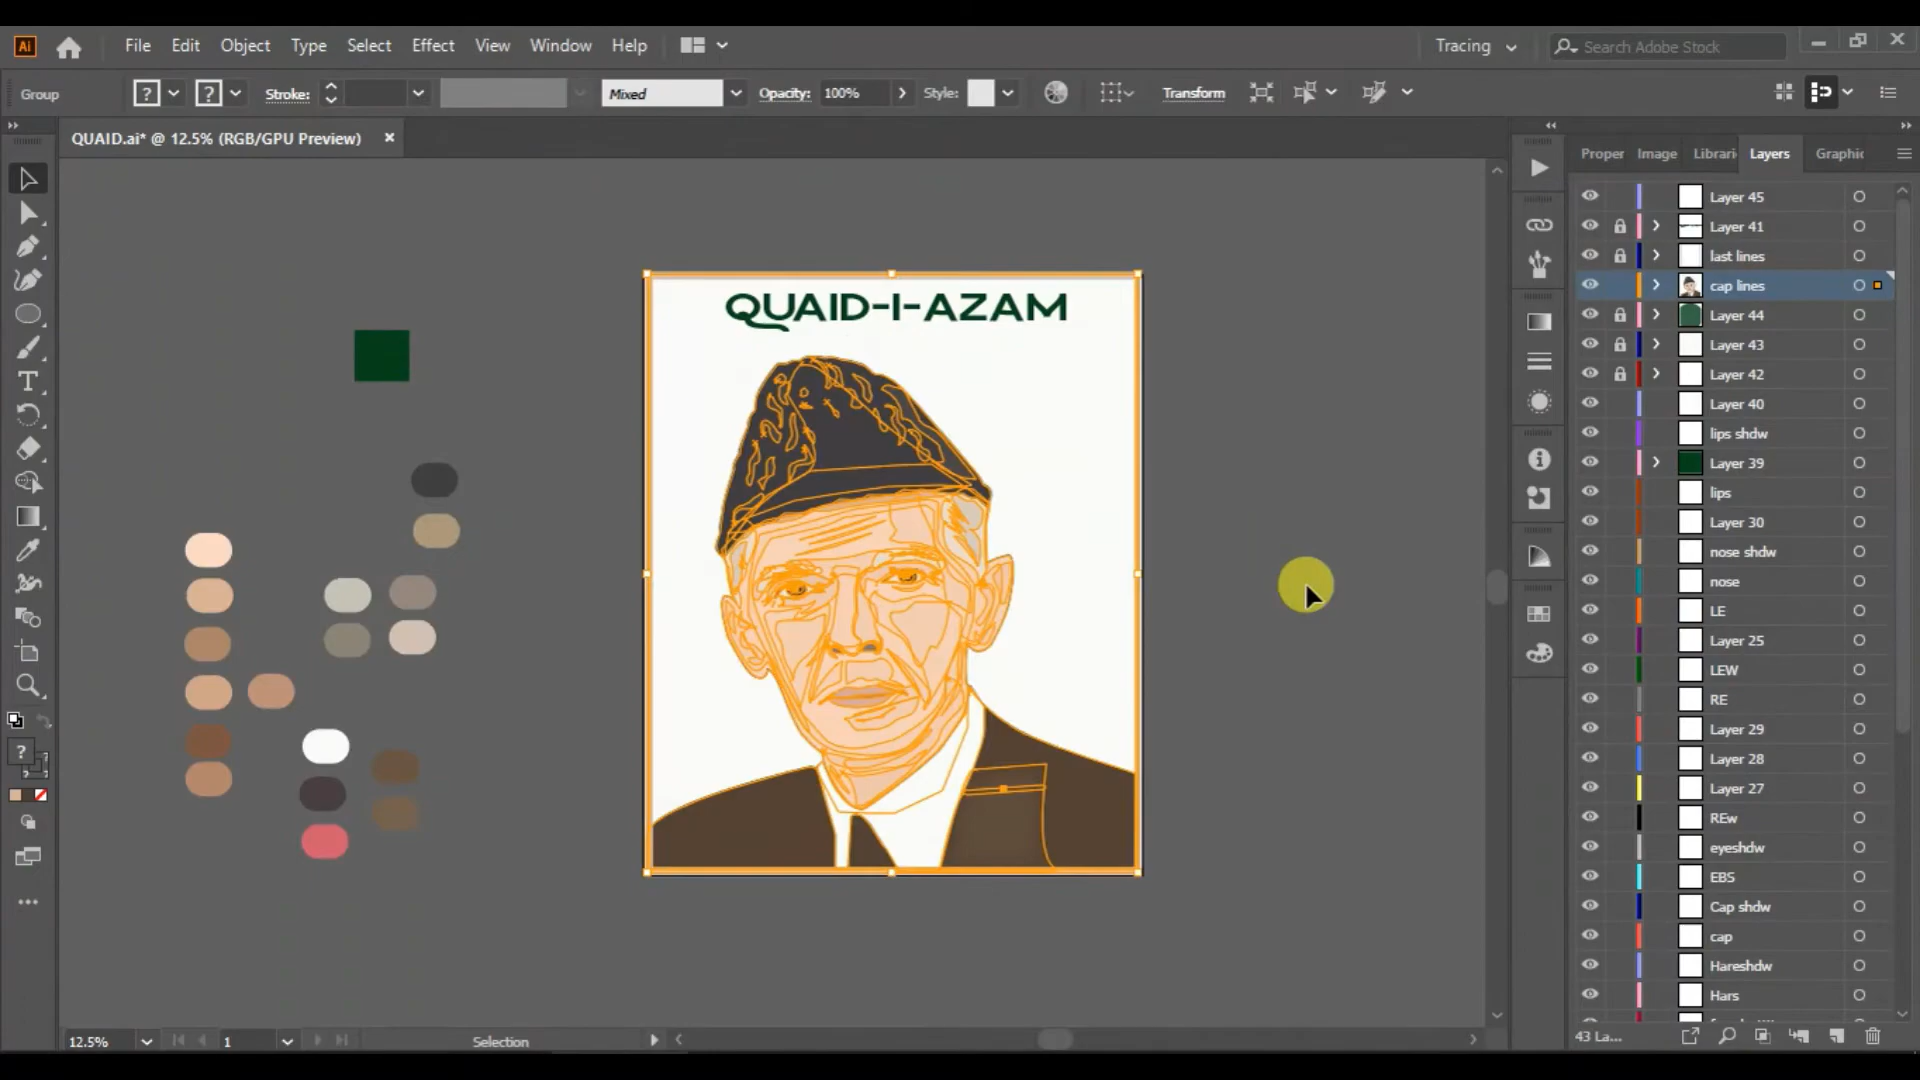 Ai File Edit Object Type Select Effect View Window Help Tracing Search Adobe Stock
Group ? ? Stroke: Mixed Opacity: 100% Style: Transform
QUAID.ai* @ 12.5% (RGB/GPU Preview)
Proper Image Librari Layers Graphic
QUAID-I-AZAM
Layer 45
Layer 41
last lines
cap lines
Layer 44
Layer 43
Layer 42
Layer 40
lips shdw
Layer 39
lips
Layer 30
nose shdw
nose
LE
Layer 25
LEW
RE
Layer 29
Layer 28
Layer 27
REw
eyeshdw
EBS
Cap shdw
cap
Hareshdw
Hars
?
12.5% 1 Selection
43 La...